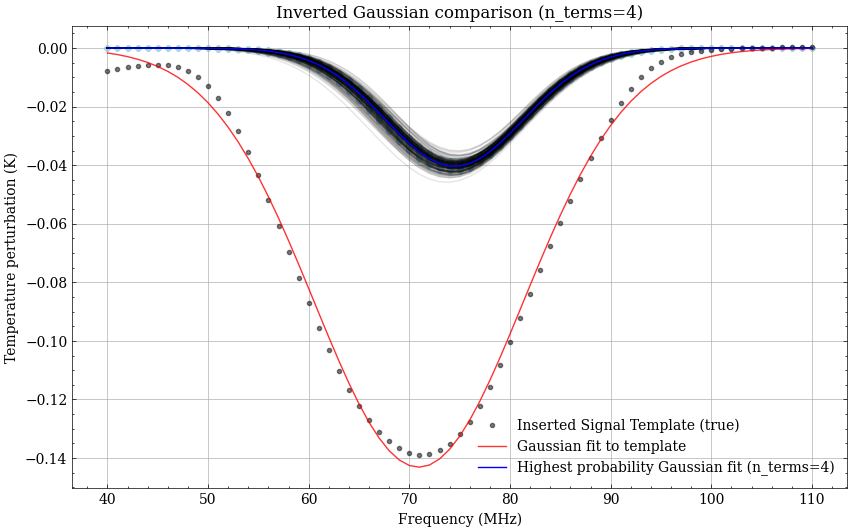 Inverted Gaussian comparison (n_terms=4)
Temperature perturbation (K)
0.00
−0.02
−0.04
−0.06
−0.08
−0.10
−0.12
−0.14
Inserted Signal Template (true)
Gaussian fit to template
Highest probability Gaussian fit (n_terms=4)
40 50 60 70 80 90 100 110
Frequency (MHz)